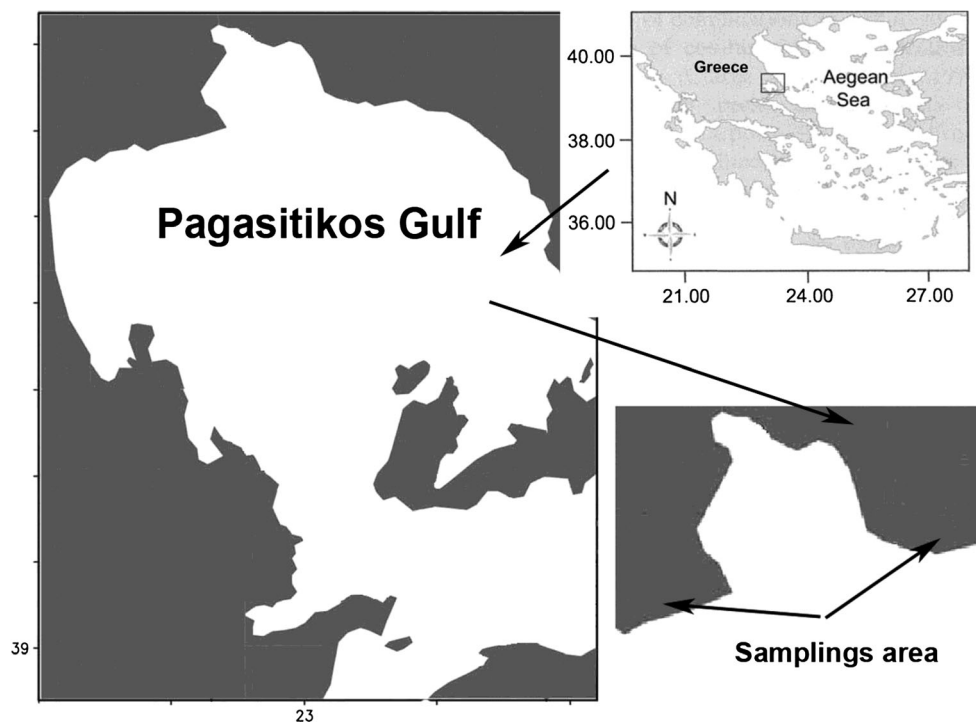 Pagasitikos Gulf
39
23
40.00
38.00
36.00
Greece
Aegean
Sea
N
21.00
24.00
27.00
Samplings area